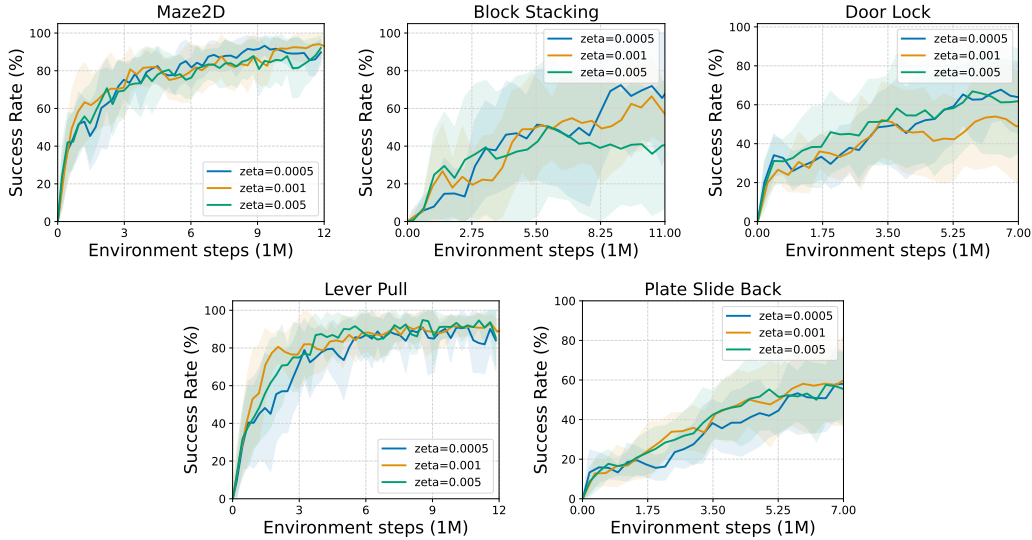 Maze2D
Success Rate (%)
100
80
60
40
20
0
zeta=0.0005
zeta=0.001
zeta=0.005
0 3 6 9 12
Environment steps (1M)
Block Stacking
Success Rate (%)
100
80
60
40
20
0
zeta=0.0005
zeta=0.001
zeta=0.005
0.00 2.75 5.50 8.25 11.00
Environment steps (1M)
Door Lock
Success Rate (%)
100
80
60
40
20
0
zeta=0.0005
zeta=0.001
zeta=0.005
0.00 1.75 3.50 5.25 7.00
Environment steps (1M)
Lever Pull
Success Rate (%)
100
80
60
40
20
0
zeta=0.0005
zeta=0.001
zeta=0.005
0 3 6 9 12
Environment steps (1M)
Plate Slide Back
Success Rate (%)
100
80
60
40
20
0
zeta=0.0005
zeta=0.001
zeta=0.005
0.00 1.75 3.50 5.25 7.00
Environment steps (1M)